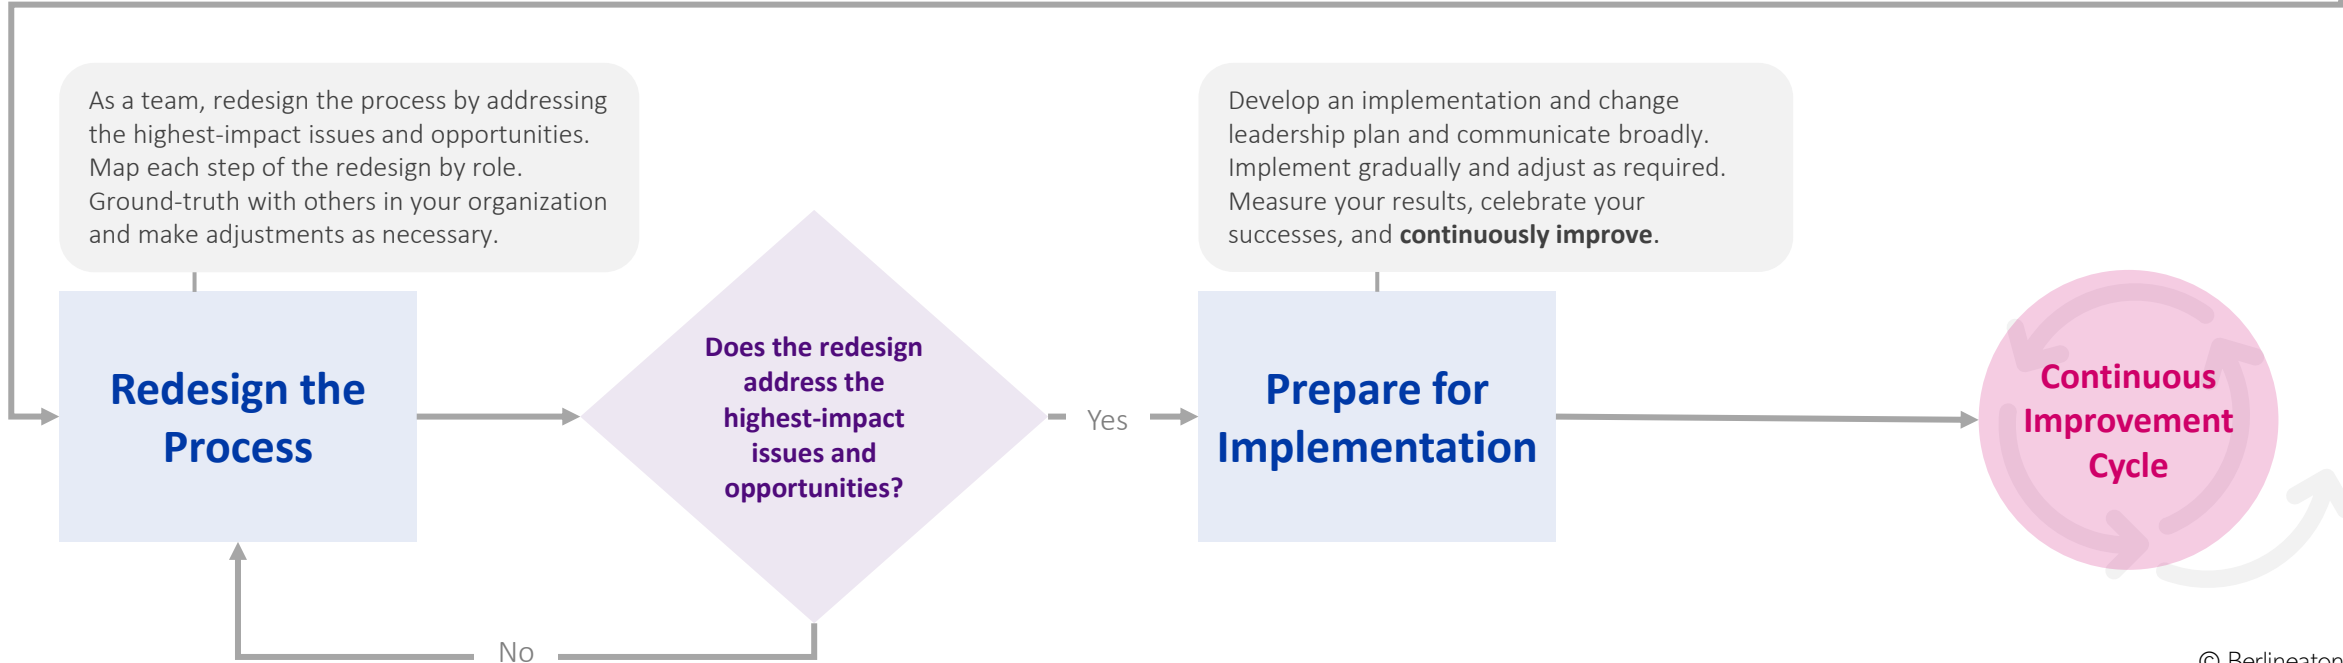 As a team, redesign the process by addressing
the highest-impact issues and opportunities.
Map each step of the redesign by role.
Ground-truth with others in your organization
and make adjustments as necessary.
Redesign the
Process
Does the redesign
address the
highest-impact
issues and
opportunities?
No
Yes
Develop an implementation and change
leadership plan and communicate broadly.
Implement gradually and adjust as required.
Measure your results, celebrate your
successes, and continuously improve.
Prepare for
Implementation
Continuous
Improvement
Cycle
© Berlineaton